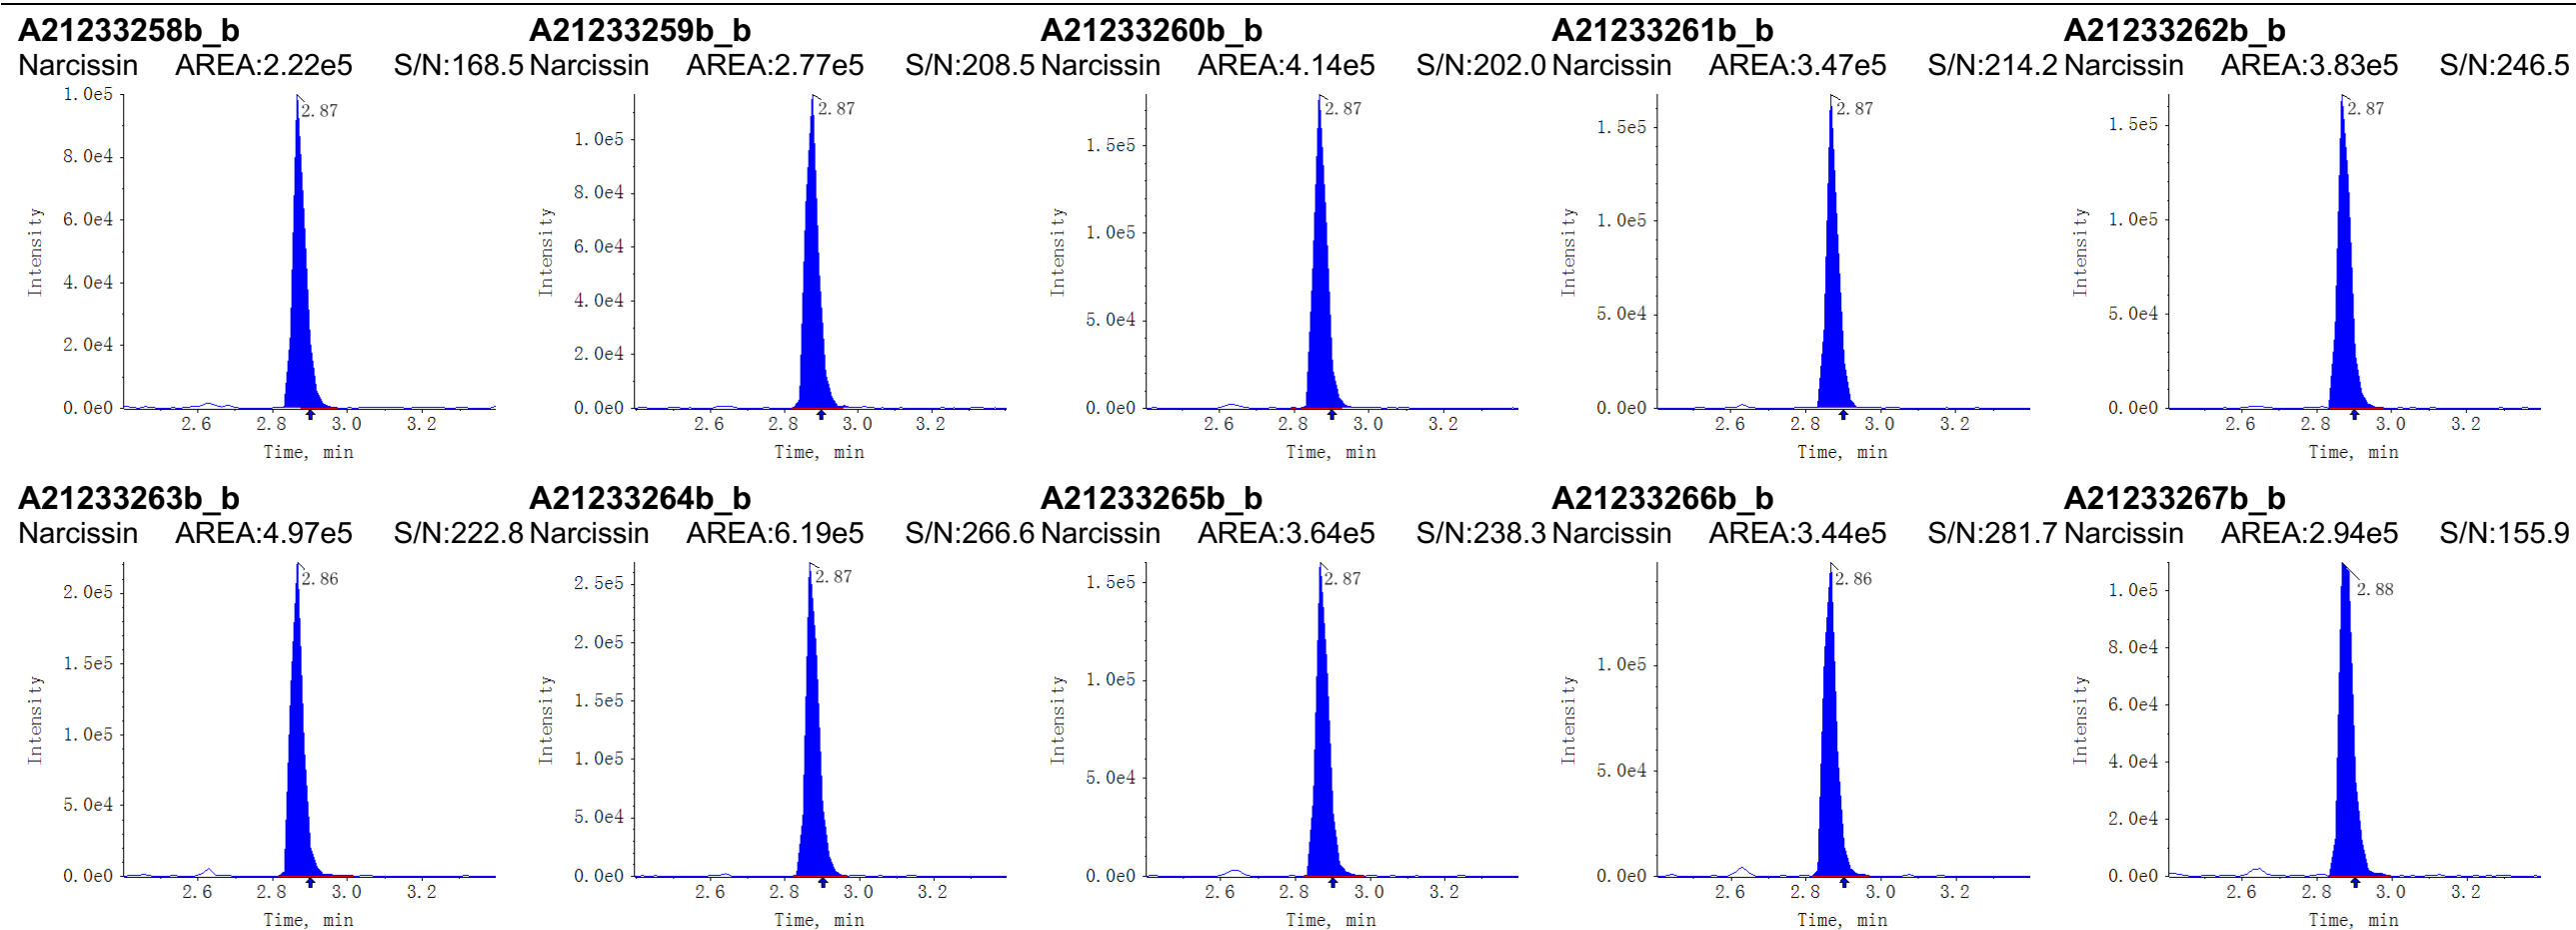 A21233258b_b A21233259b_b A21233260b_b A21233261b_b A21233262b_b
Narcissin AREA:2.22e5 S/N:168.5 Narcissin AREA:2.77e5 S/N:208.5 Narcissin AREA:4.14e5 S/N:202.0 Narcissin AREA:3.47e5 S/N:214.2 Narcissin AREA:3.83e5 S/N:246.5
Intensity
1.0e5
8.0e4
6.0e4
4.0e4
2.0e4
0.0e0
2.87
2.6 2.8 3.0 3.2
Time, min
Intensity
1.0e5
8.0e4
6.0e4
4.0e4
2.0e4
0.0e0
2.87
2.6 2.8 3.0 3.2
Time, min
Intensity
1.5e5
1.0e5
5.0e4
0.0e0
2.87
2.6 2.8 3.0 3.2
Time, min
Intensity
1.5e5
1.0e5
5.0e4
0.0e0
2.87
2.6 2.8 3.0 3.2
Time, min
Intensity
1.5e5
1.0e5
5.0e4
0.0e0
2.87
2.6 2.8 3.0 3.2
Time, min
A21233263b_b A21233264b_b A21233265b_b A21233266b_b A21233267b_b
Narcissin AREA:4.97e5 S/N:222.8 Narcissin AREA:6.19e5 S/N:266.6 Narcissin AREA:3.64e5 S/N:238.3 Narcissin AREA:3.44e5 S/N:281.7 Narcissin AREA:2.94e5 S/N:155.9
Intensity
2.0e5
1.5e5
1.0e5
5.0e4
0.0e0
2.86
2.6 2.8 3.0 3.2
Time, min
Intensity
2.5e5
2.0e5
1.5e5
1.0e5
5.0e4
0.0e0
2.87
2.6 2.8 3.0 3.2
Time, min
Intensity
1.5e5
1.0e5
5.0e4
0.0e0
2.87
2.6 2.8 3.0 3.2
Time, min
Intensity
1.0e5
5.0e4
0.0e0
2.86
2.6 2.8 3.0 3.2
Time, min
Intensity
1.0e5
8.0e4
6.0e4
4.0e4
2.0e4
0.0e0
2.88
2.6 2.8 3.0 3.2
Time, min